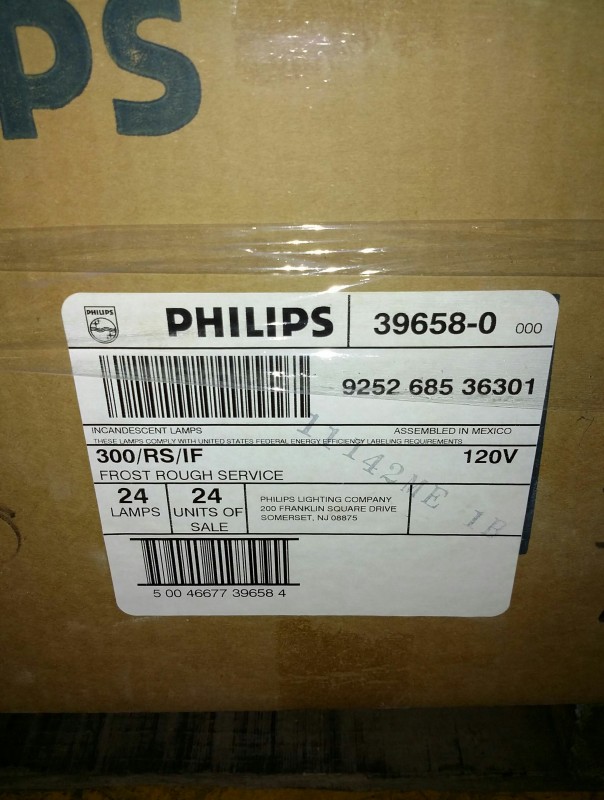 PS
PHILIPS
PHILIPS
39658-0 000
9252 685 36301
INCANDESCENT LAMPS
ASSEMBLED IN MEXICO
THESE LAMPS COMPLY WITH UNITED STATES FEDERAL ENERGY EFFICIENCY LABELING REQUIREMENTS
300/RS/IF
120V
FROST ROUGH SERVICE
24
LAMPS
24
UNITS OF
SALE
PHILIPS LIGHTING COMPANY
200 FRANKLIN SQUARE DRIVE
SOMERSET, NJ 08875
11142NE 1B
5 00 46677 39658 4